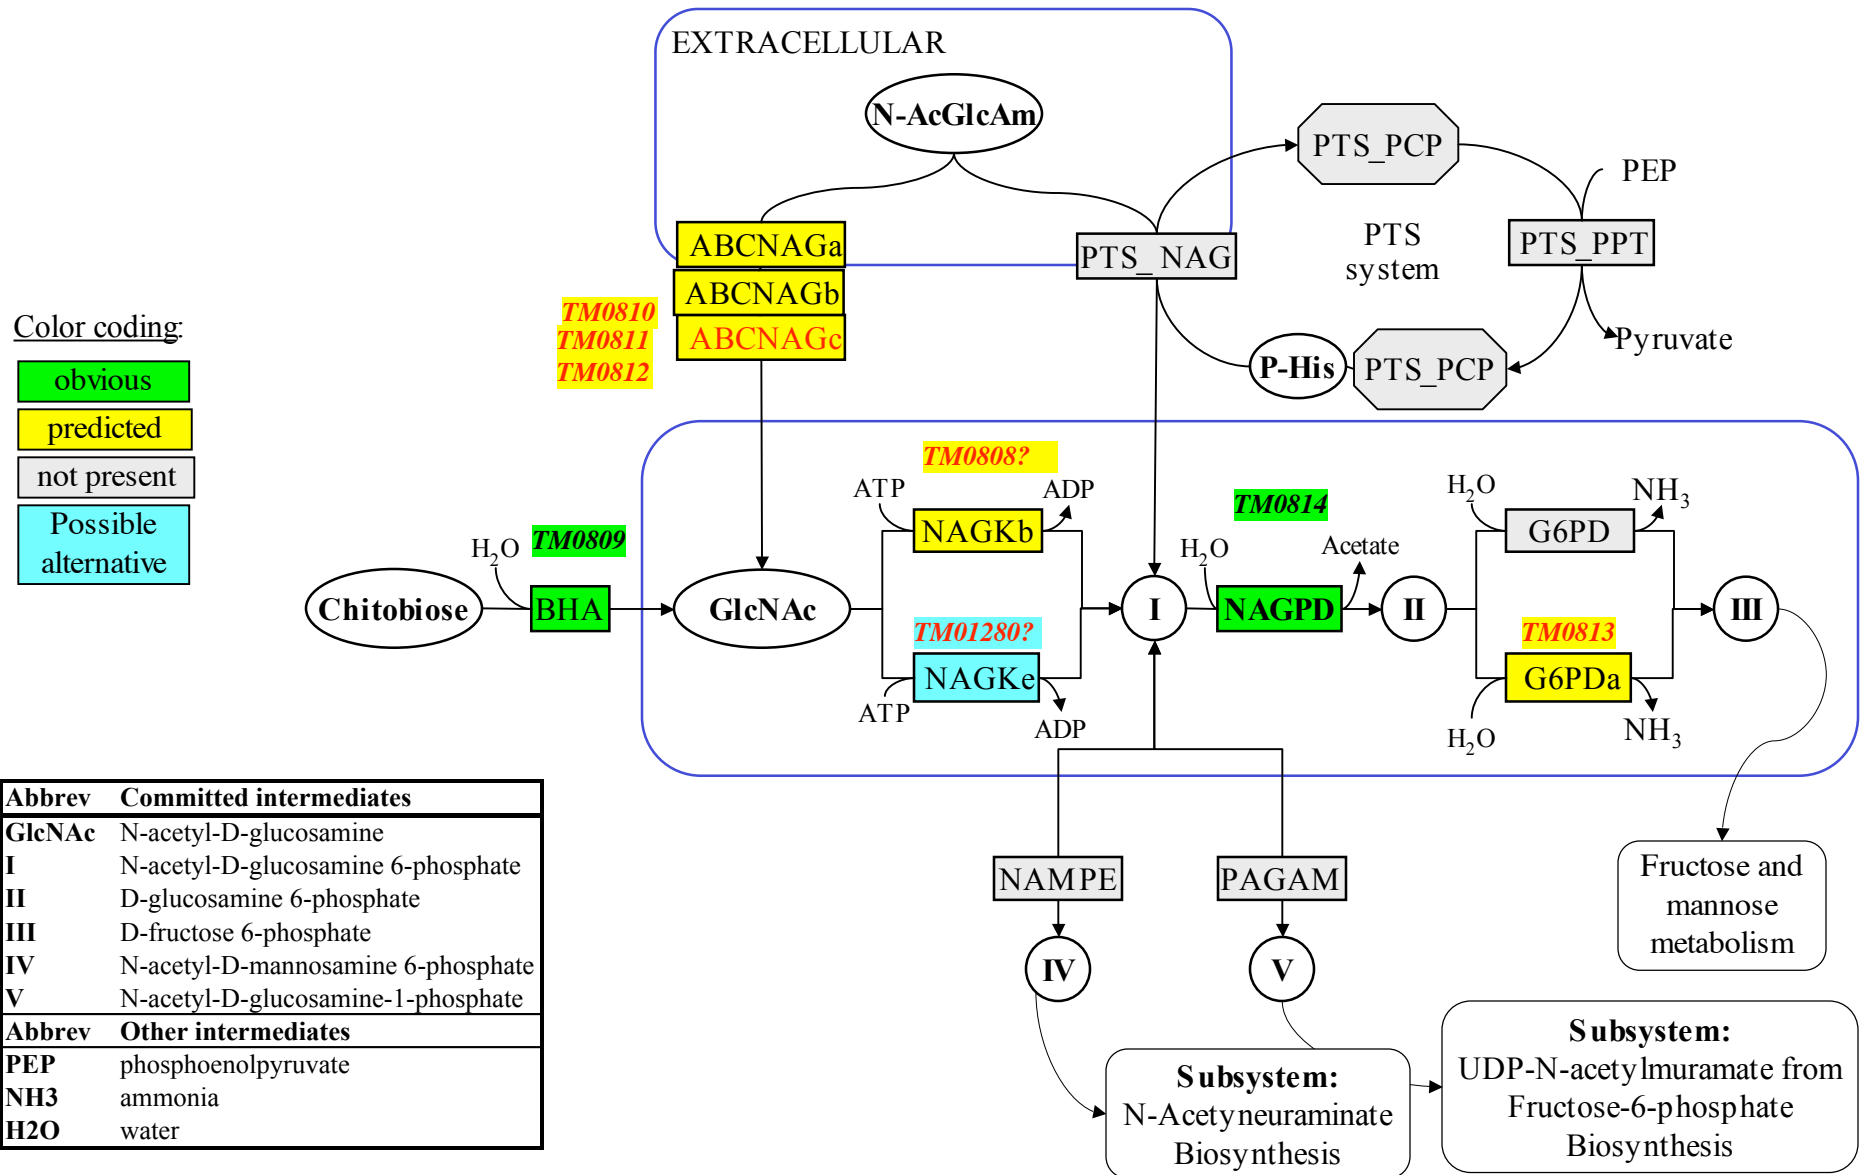 EXTRACELLULAR
N-AcGlcAm
PTS_PCP
PEP
ABCNAGa
PTS_ NAG
PTS
system
PTS_PPT
ABCNAGb
TM0810
TM0811
TM0812
ABCNAGc
Pyruvate
P-His
PTS_PCP
Color coding:
obvious
predicted
not present
Possible
alternative
TM0808?
ATP
ADP
NAGKb
TM0809
H2O
Chitobiose
BHA
GlcNAc
TM01280?
NAGKe
ATP
ADP
I
TM0814
H2O
Acetate
NAGPD
II
H2O
NH3
G6PD
TM0813
G6PDa
H2O
NH3
III
NAMPE
PAGAM
IV
V
Fructose and
mannose
metabolism
Subsystem:
N-Acetyneuraminate
Biosynthesis
Subsystem:
UDP-N-acetylmuramate from
Fructose-6-phosphate
Biosynthesis
Abbrev Committed intermediates
GlcNAc N-acetyl-D-glucosamine
I N-acetyl-D-glucosamine 6-phosphate
II D-glucosamine 6-phosphate
III D-fructose 6-phosphate
IV N-acetyl-D-mannosamine 6-phosphate
V N-acetyl-D-glucosamine-1-phosphate
Abbrev Other intermediates
PEP phosphoenolpyruvate
NH3 ammonia
H2O water